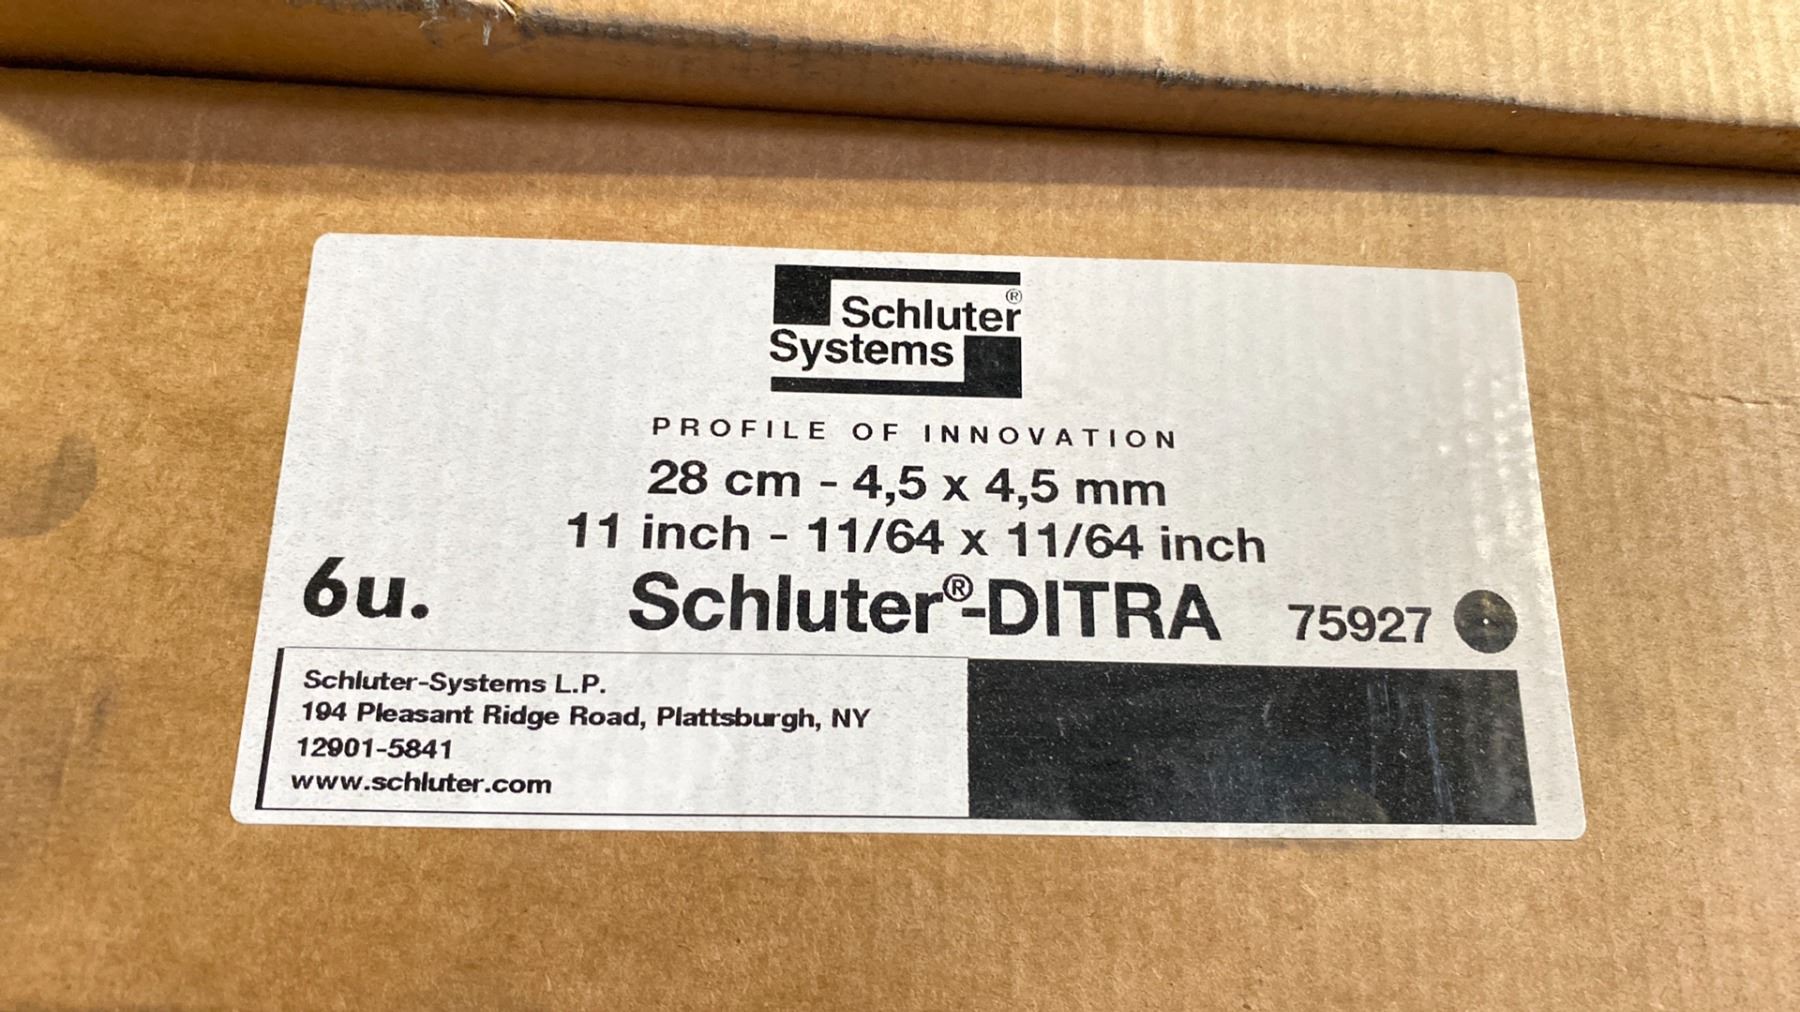 Schluter®
Systems
PROFILE OF INNOVATION
28 cm - 4,5 x 4,5 mm
11 inch - 11/64 x 11/64 inch
6u. Schluter®-DITRA 75927
Schluter-Systems L.P.
194 Pleasant Ridge Road, Plattsburgh, NY
12901-5841
www.schluter.com